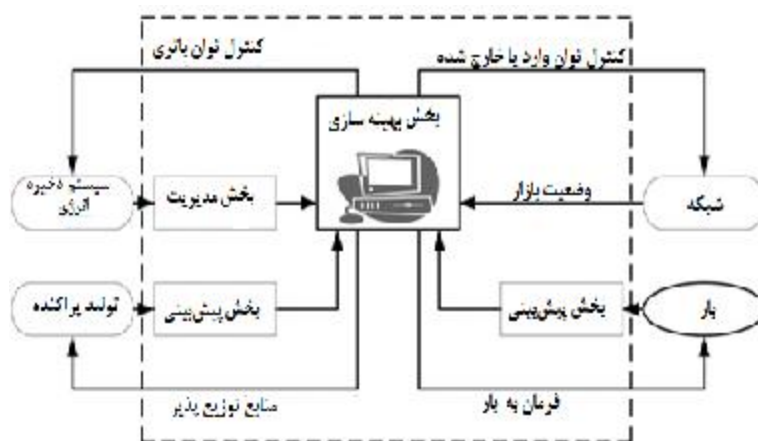 کنترل توان وارد یا خارج شده
کنترل توان باتری
بخش بهینه سازی
سیستم ذخیره
انرژی
بخش مدیریت
وضعیت بازار
شبکه
تولید پراکنده
بخش پیش‌بینی
بخش پیش‌بینی
بار
منابع توزیع پذیر
فرمان به بار